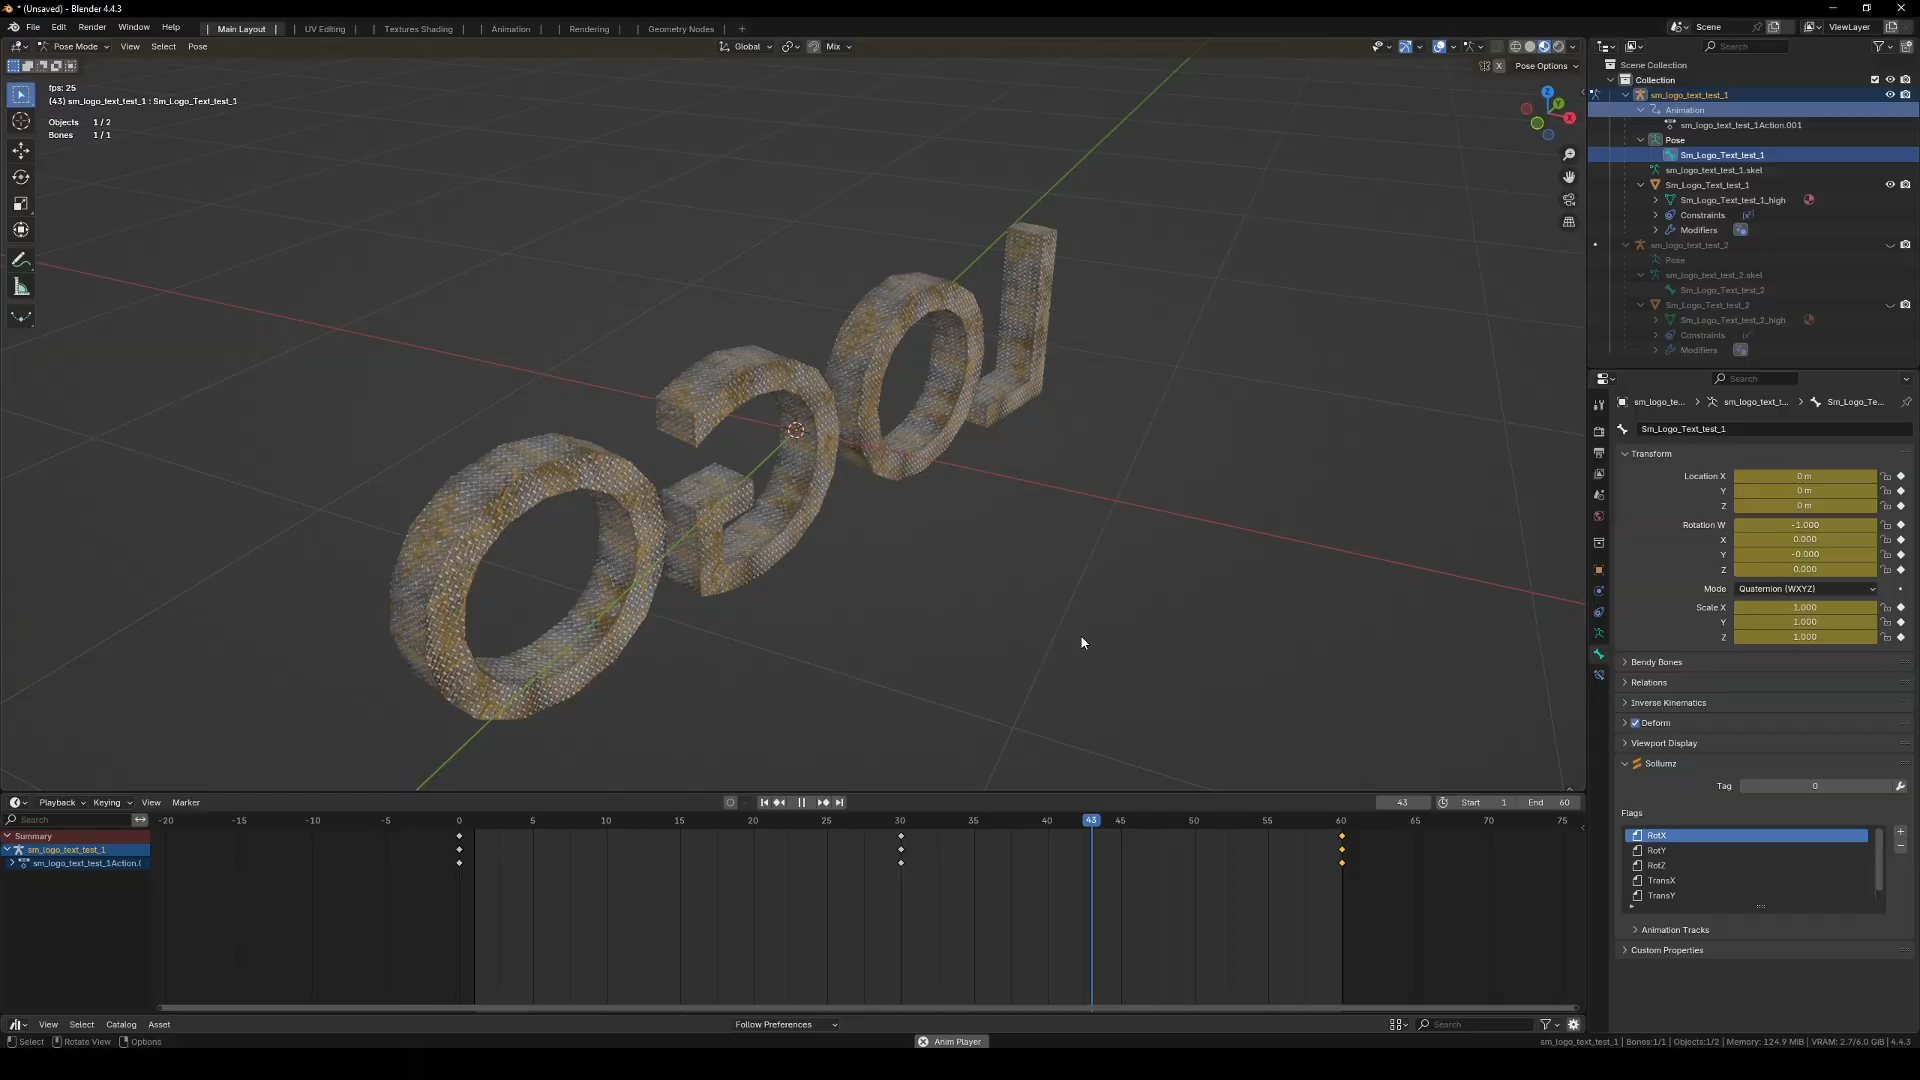 * (Unsaved) - Blender 4.4.3
File Edit Render Window Help
Main Layout UV Editing Textures Shading Animation Rendering Geometry Nodes +
Scene
ViewLayer
Pose Mode View Select Pose
Global
Mix
Search
X
Pose Options
fps: 25
(43) sm_logo_text_test_1 : Sm_Logo_Text_test_1
Objects 1 / 2
Bones 1 / 1
Z
Y
X
Scene Collection
Collection
sm_logo_text_test_1
Animation
sm_logo_text_test_1Action.001
Pose
Sm_Logo_Text_test_1
sm_logo_text_test_1.skel
Sm_Logo_Text_test_1
Sm_Logo_Text_test_1_high
Constraints
Modifiers
sm_logo_text_test_2
Pose
sm_logo_text_test_2.skel
Sm_Logo_Text_test_2
Sm_Logo_Text_test_2
Sm_Logo_Text_test_2_high
Constraints
Modifiers
Search
sm_logo_te... sm_logo_text_t... Sm_Logo_Te...
Sm_Logo_Text_test_1
Transform
Location X 0 m
Y 0 m
Z 0 m
Rotation W -1.000
X 0.000
Y -0.000
Z 0.000
Mode Quaternion (WXYZ)
Scale X 1.000
Y 1.000
Z 1.000
Bendy Bones
Relations
Inverse Kinematics
Deform
Viewport Display
Sollumz
Tag 0
Flags
RotX
RotY
RotZ
TransX
TransY
Animation Tracks
Custom Properties
Playback Keying View Marker
43 Start 1 End 60
Search
-20 -15 -10 -5 0 5 10 15 20 25 30 35 40 43 45 50 55 60 65 70 75
Summary
sm_logo_text_test_1
sm_logo_text_test_1Action.(
View Select Catalog Asset
Follow Preferences
Search
Select Rotate View Options
Anim Player
sm_logo_text_test_1 | Bones:1/1 | Objects:1/2 | Memory: 124.9 MiB | VRAM: 2.7/6.0 GiB | 4.4.3